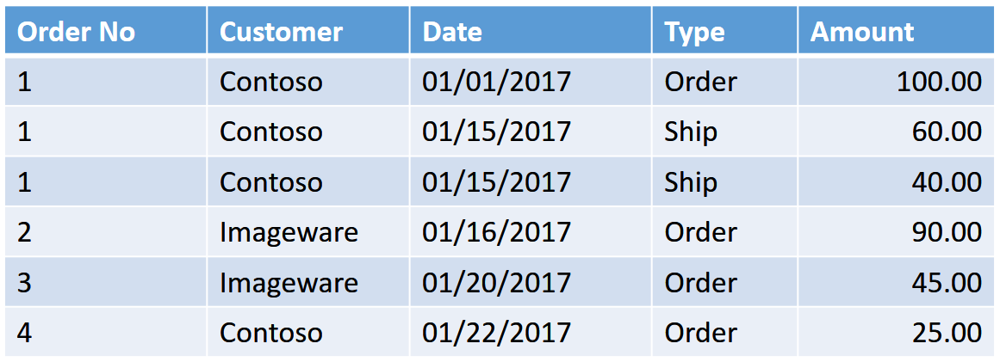 Order No Customer Date Type Amount
1 Contoso 01/01/2017 Order 100.00
1 Contoso 01/15/2017 Ship 60.00
1 Contoso 01/15/2017 Ship 40.00
2 Imageware 01/16/2017 Order 90.00
3 Imageware 01/20/2017 Order 45.00
4 Contoso 01/22/2017 Order 25.00